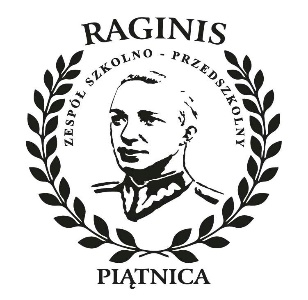 RAGINIS
ZESPÓŁ SZKOLNO - PRZEDSZKOLNY
PIĄTNICA